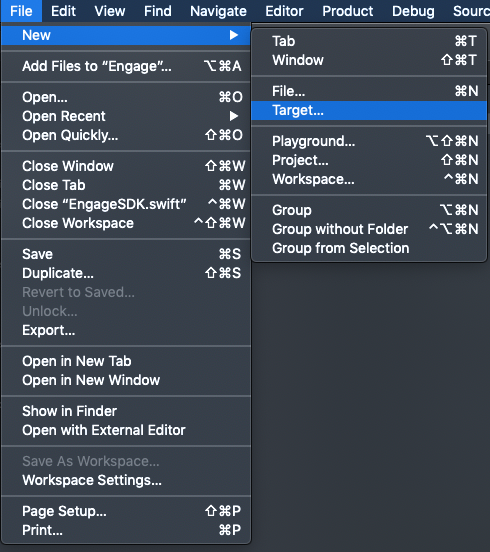 File Edit View Find Navigate Editor Product Debug Sourc
New
Add Files to “Engage”... ⌥⌘A
Open... ⌘O
Open Recent
Open Quickly... ⇧⌘O
Close Window ⇧⌘W
Close Tab ⌘W
Close “EngageSDK.swift” ^⌘W
Close Workspace ^⇧⌘W
Save ⌘S
Duplicate... ⇧⌘S
Revert to Saved...
Unlock...
Export...
Open in New Tab
Open in New Window
Show in Finder
Open with External Editor
Save As Workspace...
Workspace Settings...
Page Setup... ⇧⌘P
Print... ⌘P
Tab ⌘T
Window ⇧⌘T
File... ⌘N
Target...
Playground... ⌥⇧⌘N
Project... ⇧⌘N
Workspace... ^⌘N
Group ⌥⌘N
Group without Folder ^⌥⌘N
Group from Selection